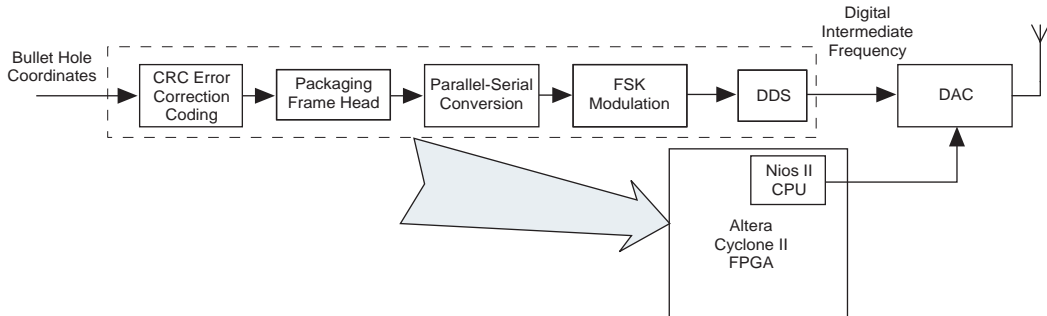 Bullet Hole
Coordinates
CRC Error
Correction
Coding
Packaging
Frame Head
Parallel-Serial
Conversion
FSK
Modulation
DDS
Digital
Intermediate
Frequency
DAC
Nios II
CPU
Altera
Cyclone II
FPGA